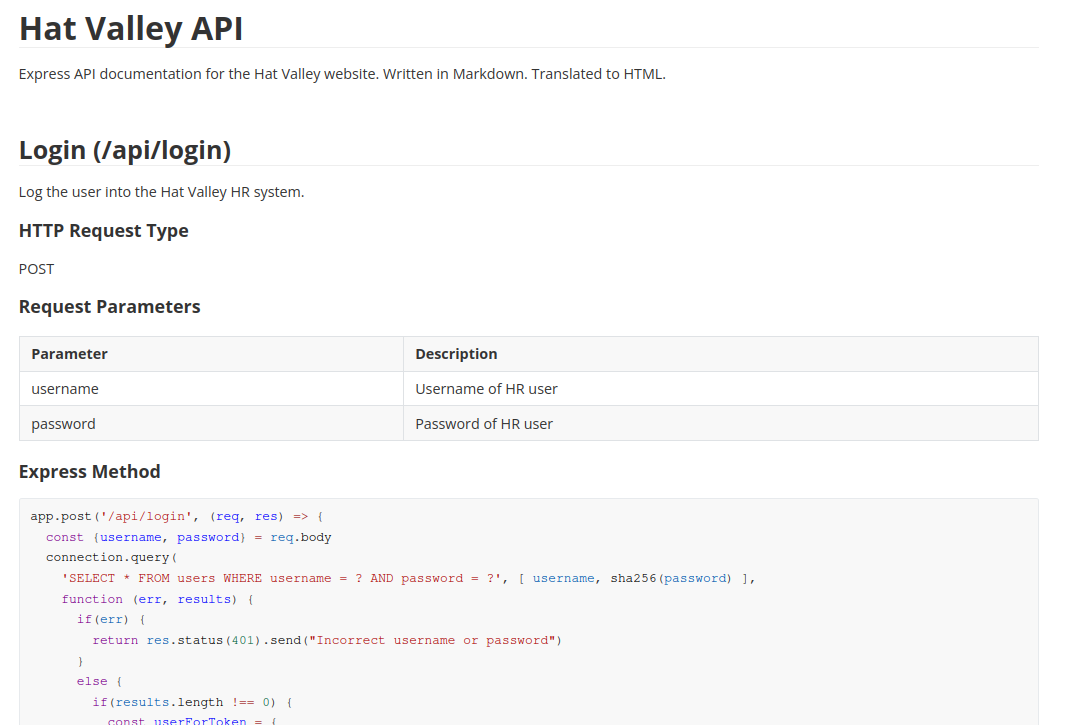 Hat Valley API
Express API documentation for the Hat Valley website. Written in Markdown. Translated to HTML.
Login (/api/login)
Log the user into the Hat Valley HR system.
HTTP Request Type
POST
Request Parameters
Parameter Description
username Username of HR user
password Password of HR user
Express Method
app.post('/api/login', (req, res) => {
  const {username, password} = req.body
  connection.query(
    'SELECT * FROM users WHERE username = ? AND password = ?', [ username, sha256(password) ],
    function (err, results) {
      if(err) {
        return res.status(401).send("Incorrect username or password")
      }
      else {
        if(results.length !== 0) {
          const userForToken = {